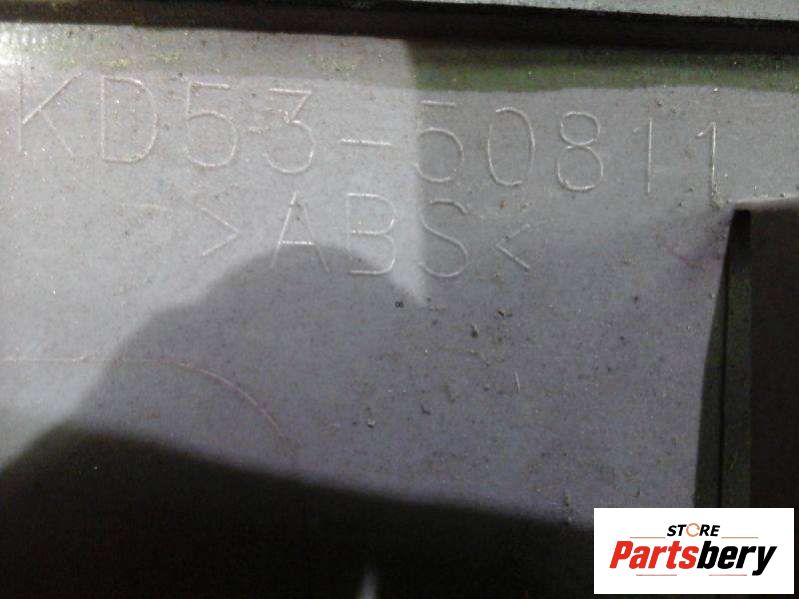 KD53-50811
>ABS<
STORE
Partsbery